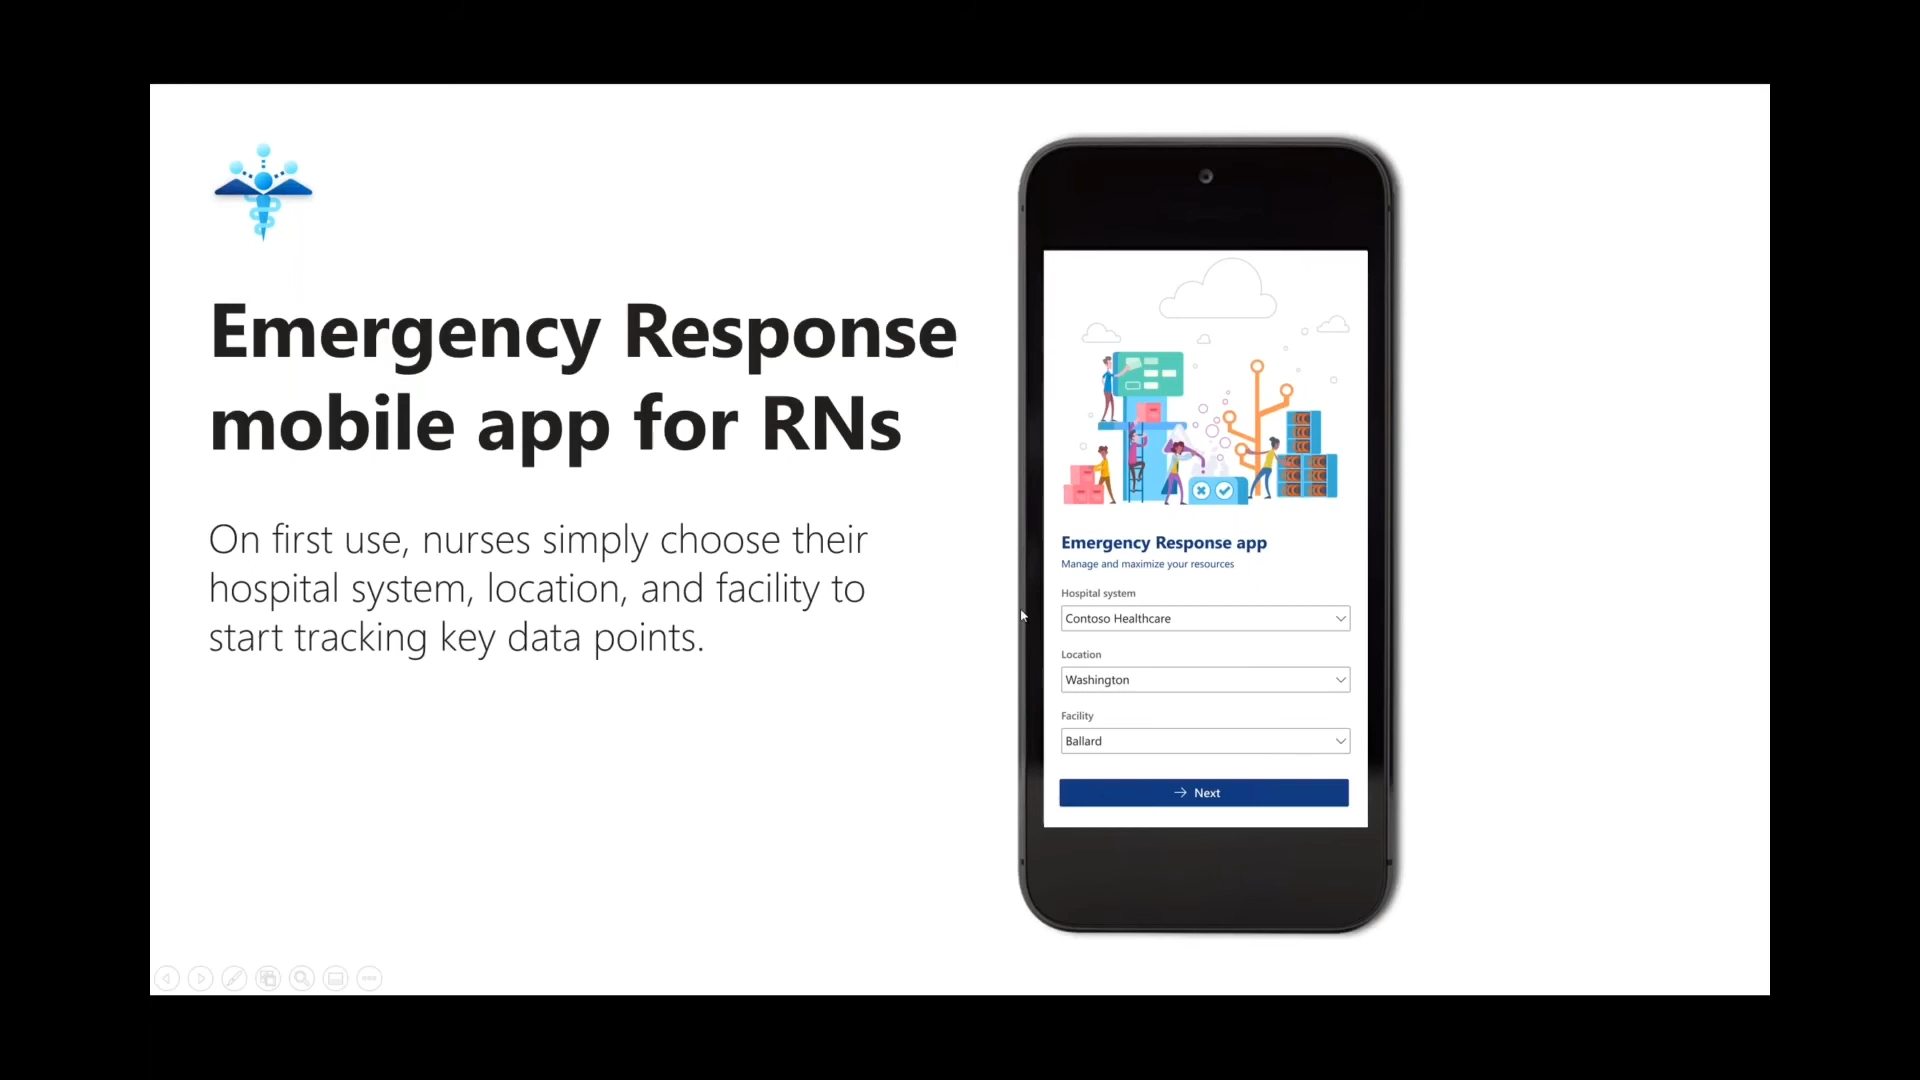 Emergency Response
mobile app for RNs
On first use, nurses simply choose their
hospital system, location, and facility to
start tracking key data points.
Emergency Response app
Manage and maximize your resources
Hospital system
Contoso Healthcare
Location
Washington
Facility
Ballard
Next